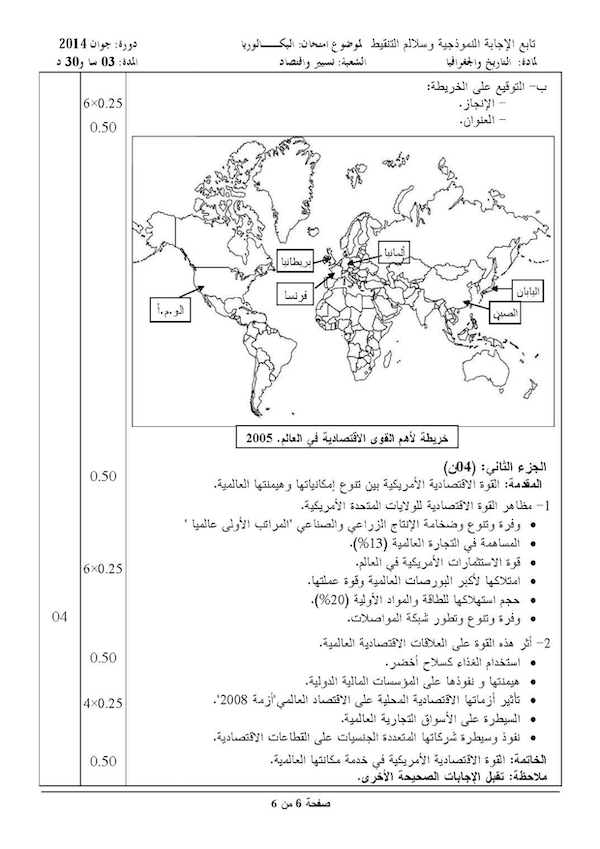 تابع الإجابة النموذجية وسلالم التنقيط لموضوع امتحان: البكـــالوريا دورة: جوان 2014
لمادة: التاريخ والجغرافيا الشعبة: تسيير واقتصاد المدة: 03 سا و30 د
ب- التوقيع على الخريطة:
- الإنجاز. 6×0.25
- العنوان. 0.50
ألمانيا
بريطانيا
فرنسا
اليابان
الصين
الو.م.أ
خريطة لأهم القوى الاقتصادية في العالم. 2005
الجزء الثاني: (04ن)
المقدمة: القوة الاقتصادية الأمريكية بين تنوع إمكانياتها وهيمنتها العالمية. 0.50
1- مظاهر القوة الاقتصادية للولايات المتحدة الأمريكية.
• وفرة وتنوع وضخامة الإنتاج الزراعي والصناعي "المراتب الأولى عالميا "
• المساهمة في التجارة العالمية (13%).
• قوة الاستثمارات الأمريكية في العالم. 6×0.25
• امتلاكها لأكبر البورصات العالمية وقوة عملتها.
• حجم استهلاكها للطاقة والمواد الأولية (20%).
• وفرة وتنوع وتطور شبكة المواصلات. 04
2- أثر هذه القوة على العلاقات الاقتصادية العالمية.
• استخدام الغذاء كسلاح أخضر. 0.50
• هيمنتها و نفوذها على المؤسسات المالية الدولية.
• تأثير أزماتها الاقتصادية المحلية على الاقتصاد العالمي"أزمة 2008". 4×0.25
• السيطرة على الأسواق التجارية العالمية.
• نفوذ وسيطرة شركاتها المتعددة الجنسيات على القطاعات الاقتصادية.
الخاتمة: القوة الاقتصادية الأمريكية في خدمة مكانتها العالمية. 0.50
ملاحظة: تقبل الإجابات الصحيحة الأخرى.
صفحة 6 من 6